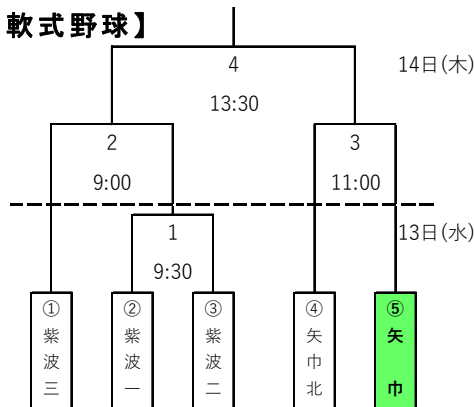 軟式野球】
4
14日(木)
13:30
2
3
9:00
11:00
1
13日(水)
9:30
①紫波三
②紫波一
③紫波二
④矢巾北
⑤矢巾